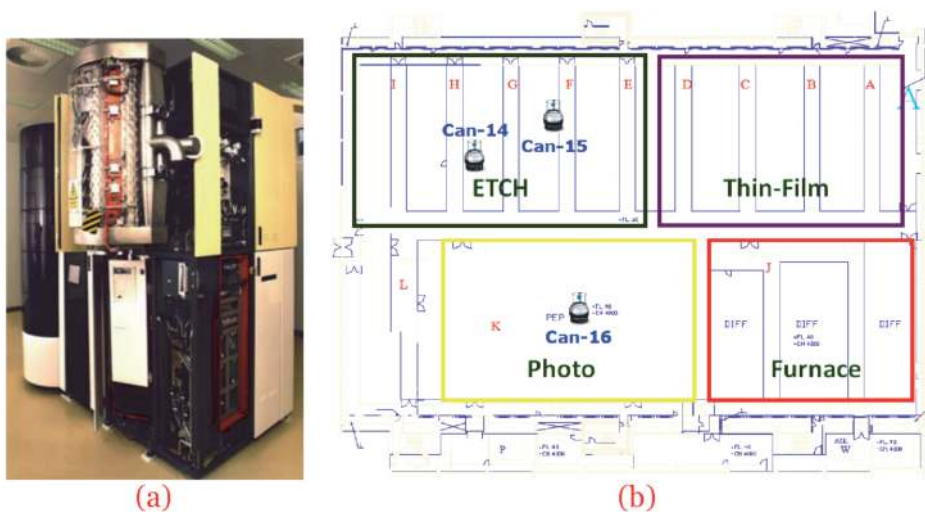 I H G F E D C B A
A
Can-14
Can-15
ETCH
Thin-Film
L
J
PEP
DIFF DIFF DIFF
K
Can-16
Photo
Furnace
P
W
(a)
(b)